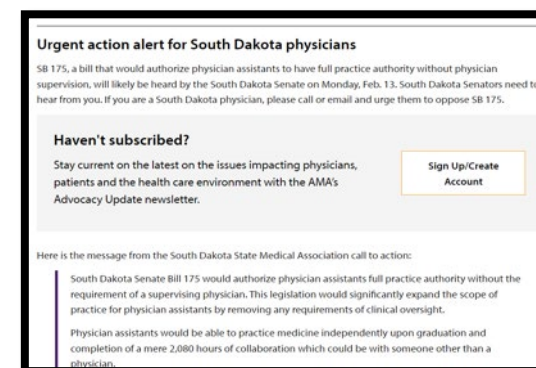 Urgent action alert for South Dakota physicians
SB 175, a bill that would authorize physician assistants to have full practice authority without physician
supervision, will likely be heard by the South Dakota Senate on Monday, Feb. 13. South Dakota Senators need to
hear from you. If you are a South Dakota physician, please call or email and urge them to oppose SB 175.
Haven't subscribed?
Stay current on the latest on the issues impacting physicians,
patients and the health care environment with the AMA's
Advocacy Update newsletter.
Sign Up/Create
Account
Here is the message from the South Dakota State Medical Association call to action:
South Dakota Senate Bill 175 would authorize physician assistants full practice authority without the
requirement of a supervising physician. This legislation would significantly expand the scope of
practice for physician assistants by removing any requirements of clinical oversight.
Physician assistants would be able to practice medicine independently upon graduation and
completion of a mere 2,080 hours of collaboration which could be with someone other than a
physician.